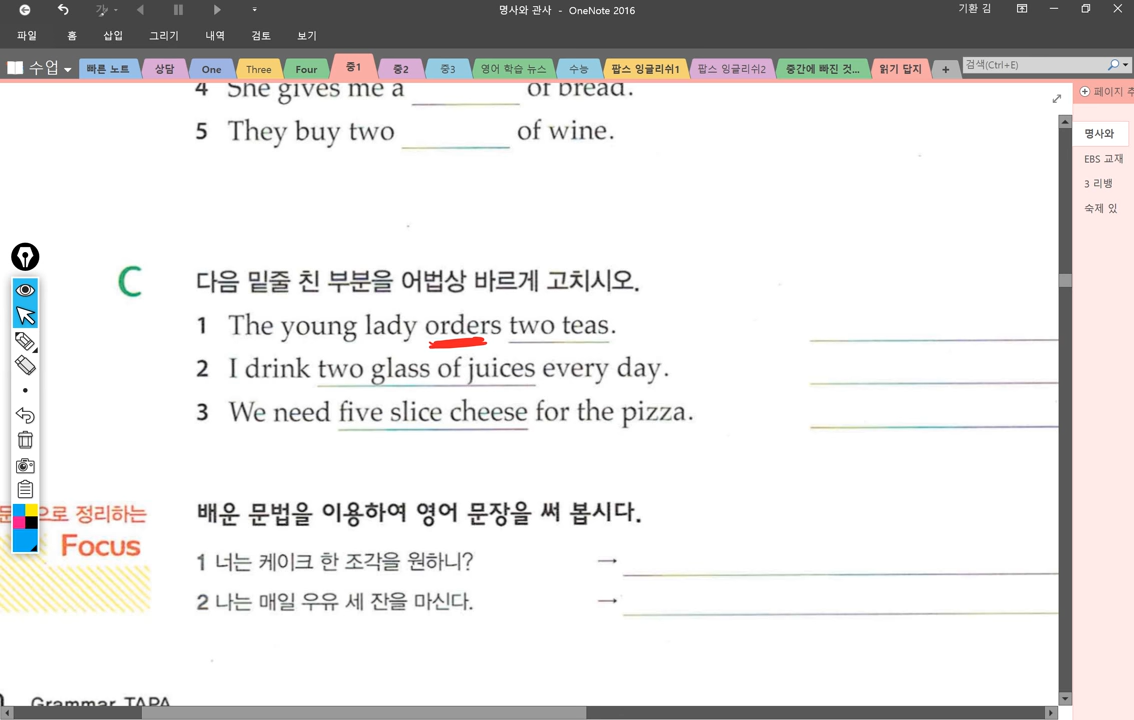 명사와 관사 - OneNote 2016
기환 김
파일 홈 삽입 그리기 내역 검토 보기
수업 빠른 노트 상담 One Three Four 중1 중2 중3 영어 학습 뉴스 수능 팝스 잉글리쉬1 팝스 잉글리쉬2 중간에 빠진 것... 읽기 답지 + 검색(Ctrl+E)
페이지 추
명사와
EBS 교재
3 리뱅
숙제 있
4 She gives me a of bread.
5 They buy two of wine.
C 다음 밑줄 친 부분을 어법상 바르게 고치시오.
1 The young lady orders two teas.
2 I drink two glass of juices every day.
3 We need five slice cheese for the pizza.
으로 정리하는
Focus
배운 문법을 이용하여 영어 문장을 써 봅시다.
1 너는 케이크 한 조각을 원하니? →
2 나는 매일 우유 세 잔을 마신다. →
Grammar TAPA